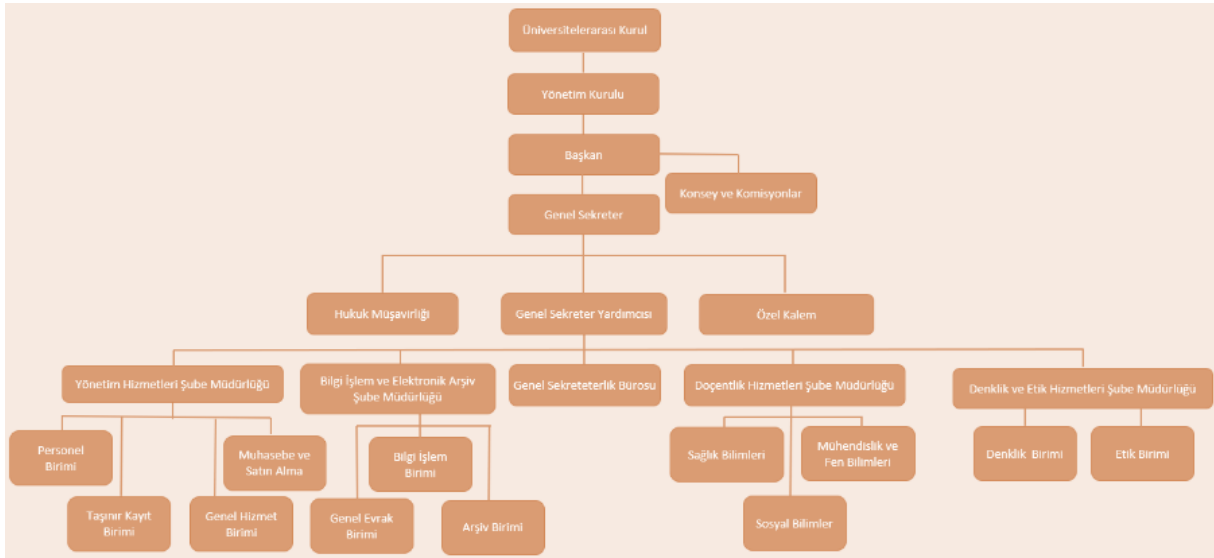 Üniversitelerarası Kurul
Yönetim Kurulu
Başkan
Konsey ve Komisyonlar
Genel Sekreter
Hukuk Müşavirliği
Genel Sekreter Yardımcısı
Özel Kalem
Yönetim Hizmetleri Şube Müdürlüğü
Bilgi İşlem ve Elektronik Arşiv
Şube Müdürlüğü
Genel Sekreteterlik Bürosu
Doçentlik Hizmetleri Şube Müdürlüğü
Denklik ve Etik Hizmetleri Şube Müdürlüğü
Personel
Birimi
Taşınır Kayıt
Birimi
Genel Hizmet
Birimi
Muhasebe ve
Satın Alma
Genel Evrak
Birimi
Bilgi İşlem
Birimi
Arşiv Birimi
Sağlık Bilimleri
Sosyal Bilimler
Mühendislik ve
Fen Bilimleri
Denklik Birimi
Etik Birimi